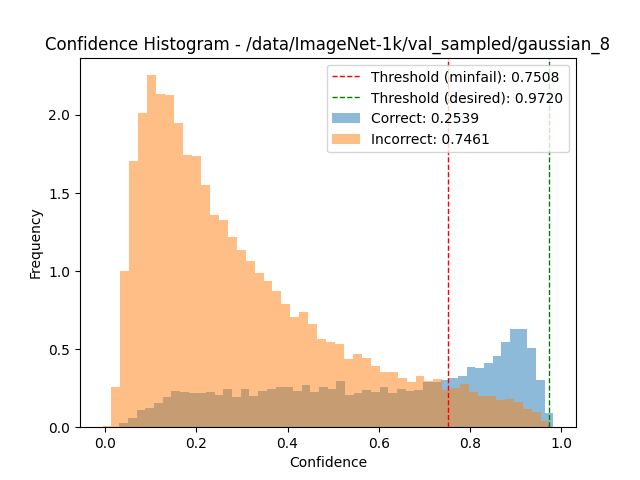 Confidence Histogram - /data/ImageNet-1k/val_sampled/gaussian_8
Threshold (minfail): 0.7508
Threshold (desired): 0.9720
Correct: 0.2539
Incorrect: 0.7461
Frequency
2.0
1.5
1.0
0.5
0.0
0.0 0.2 0.4 0.6 0.8 1.0
Confidence